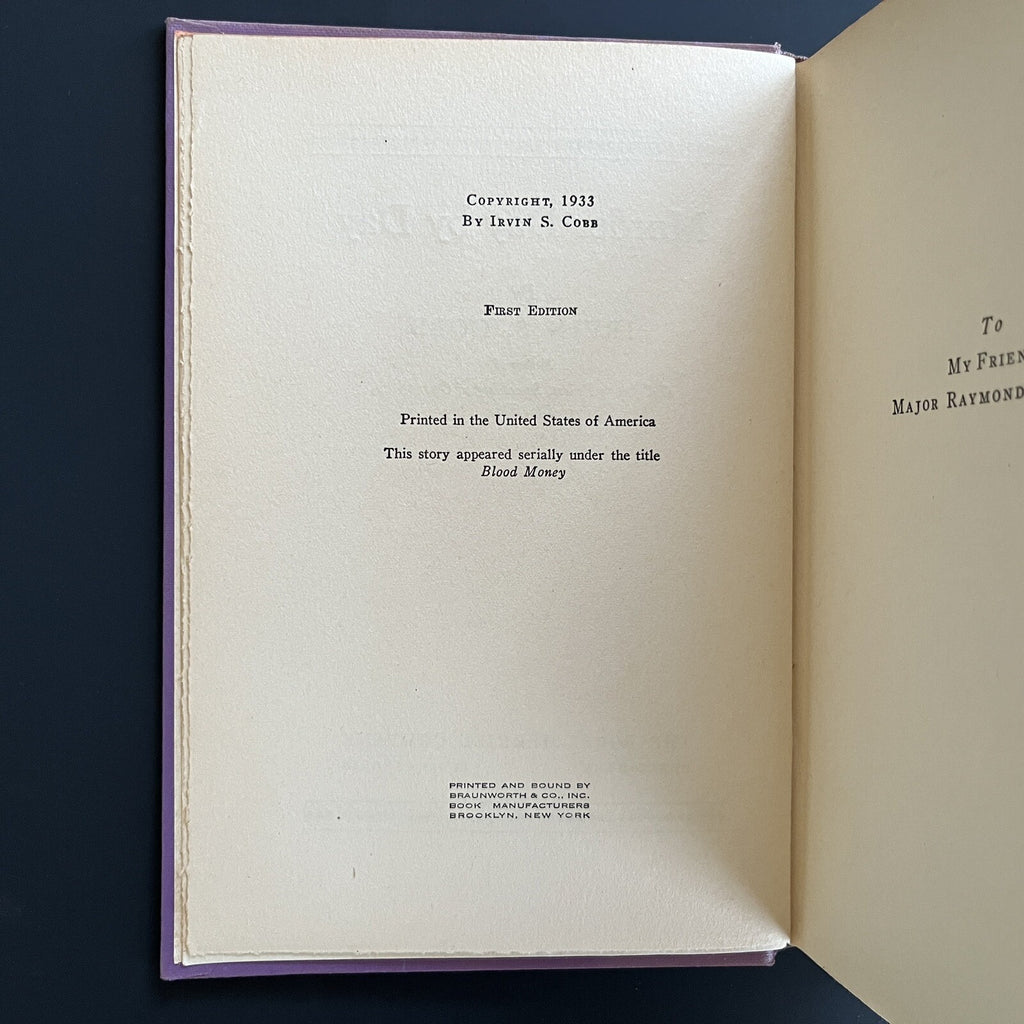 COPYRIGHT, 1933
BY IRVIN S. COBB
FIRST EDITION
Printed in the United States of America
This story appeared serially under the title
Blood Money
PRINTED AND BOUND BY
BRAUNWORTH & CO., INC.
BOOK MANUFACTURERS
BROOKLYN, NEW YORK
To
MY
MAJOR RAYMOND